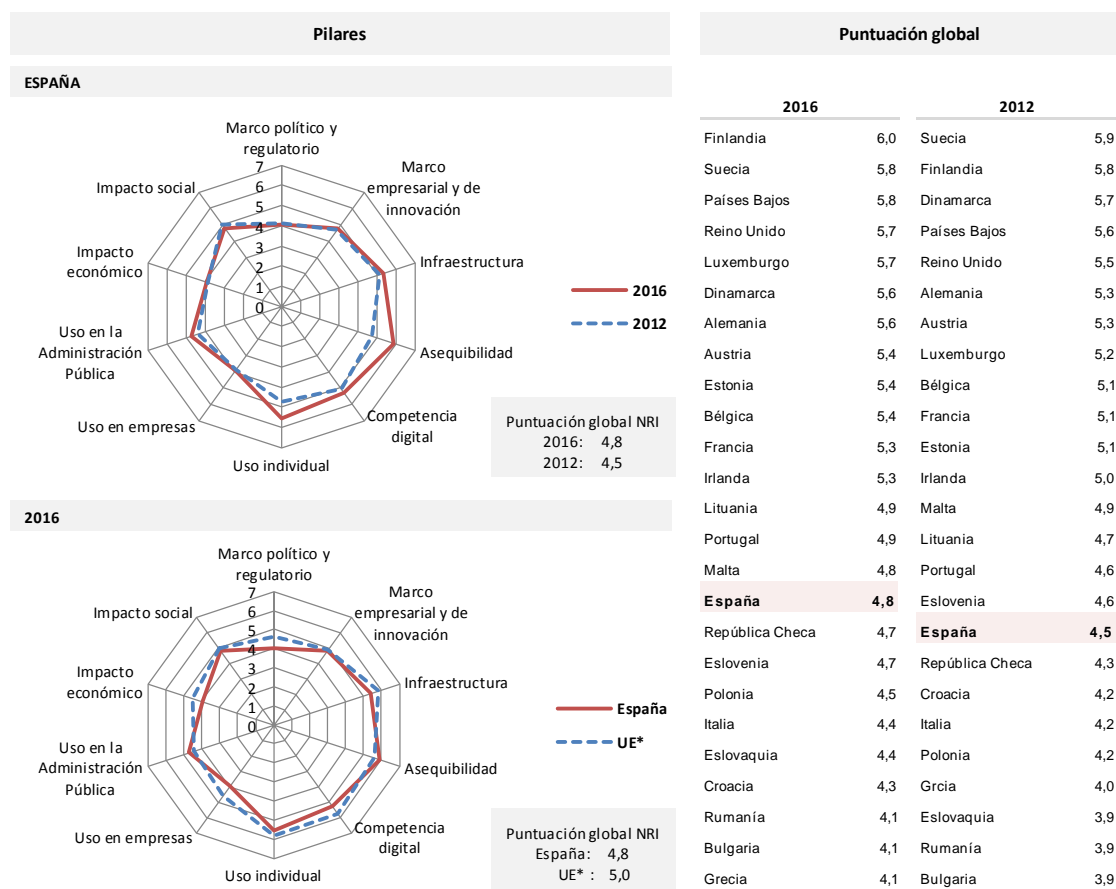 Pilares
ESPAÑA
Marco político y
regulatorio
Marco
empresarial y de
innovación
Infraestructura
Asequibilidad
Competencia
digital
Uso individual
Uso en empresas
Uso en la
Administración
Pública
Impacto
económico
Impacto social
7
6
5
4
3
2
1
0
2016
2012
Puntuación global NRI
2016: 4,8
2012: 4,5
2016
Marco político y
regulatorio
Marco
empresarial y de
innovación
Infraestructura
Asequibilidad
Competencia
digital
Uso individual
Uso en empresas
Uso en la
Administración
Pública
Impacto
económico
Impacto social
7
6
5
4
3
2
1
0
España
UE*
Puntuación global NRI
España: 4,8
UE* : 5,0
Puntuación global
2016 2012
Finlandia 6,0 Suecia 5,9
Suecia 5,8 Finlandia 5,8
Países Bajos 5,8 Dinamarca 5,7
Reino Unido 5,7 Países Bajos 5,6
Luxemburgo 5,7 Reino Unido 5,5
Dinamarca 5,6 Alemania 5,3
Alemania 5,6 Austria 5,3
Austria 5,4 Luxemburgo 5,2
Estonia 5,4 Bélgica 5,1
Bélgica 5,4 Francia 5,1
Francia 5,3 Estonia 5,1
Irlanda 5,3 Irlanda 5,0
Lituania 4,9 Malta 4,9
Portugal 4,9 Lituania 4,7
Malta 4,8 Portugal 4,6
España 4,8 Eslovenia 4,6
República Checa 4,7 España 4,5
Eslovenia 4,7 República Checa 4,3
Polonia 4,5 Croacia 4,2
Italia 4,4 Italia 4,2
Eslovaquia 4,4 Polonia 4,2
Croacia 4,3 Grcia 4,0
Rumanía 4,1 Eslovaquia 3,9
Bulgaria 4,1 Rumanía 3,9
Grecia 4,1 Bulgaria 3,9